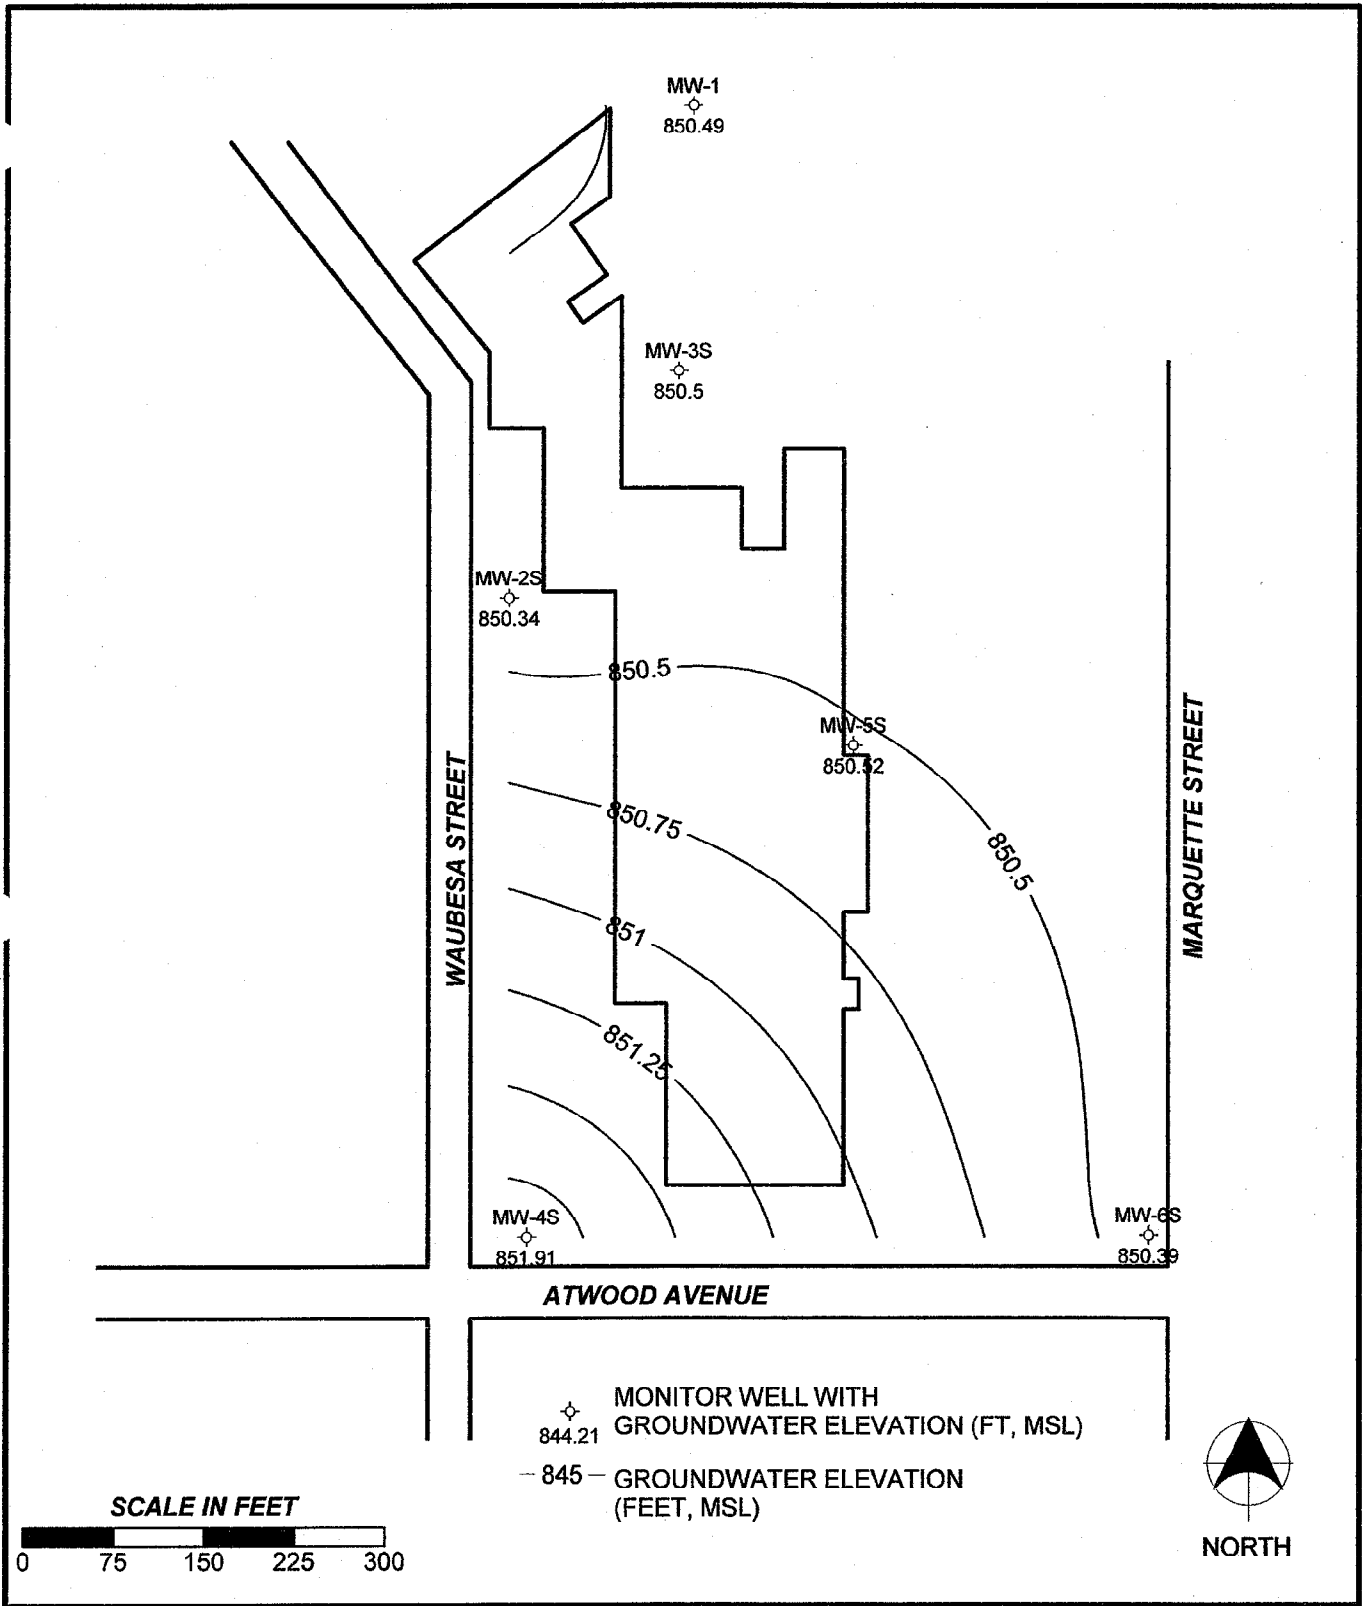 MW-1
850.49
MW-3S
850.5
MW-2S
850.34
850.5
MW-5S
850.52
850.75
850.5
851
851.25
WAUBESA STREET
MARQUETTE STREET
MW-4S
851.91
MW-6S
850.39
ATWOOD AVENUE
844.21
MONITOR WELL WITH
GROUNDWATER ELEVATION (FT, MSL)
845
GROUNDWATER ELEVATION
(FEET, MSL)
SCALE IN FEET
0 75 150 225 300
NORTH